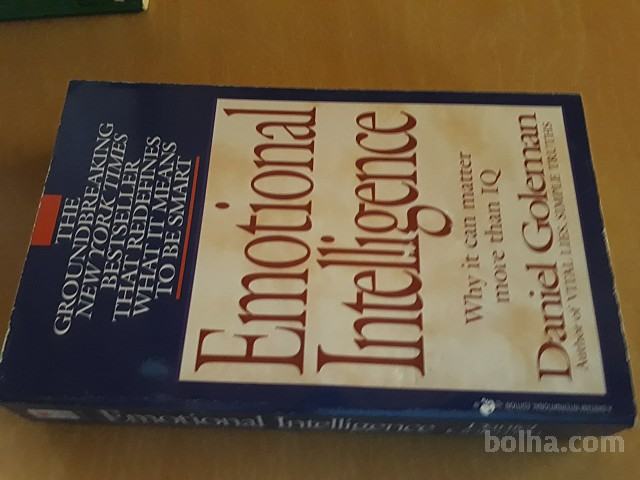 THE
GROUNDBREAKING
NEW YORK TIMES
BESTSELLER
THAT REDEFINES
WHAT IT MEANS
TO BE SMART
Emotional
Intelligence
Why it can matter
more than IQ
Daniel Goleman
Author of VITAL LIES, SIMPLE TRUTHS
Emotional Intelligence
bolha.com